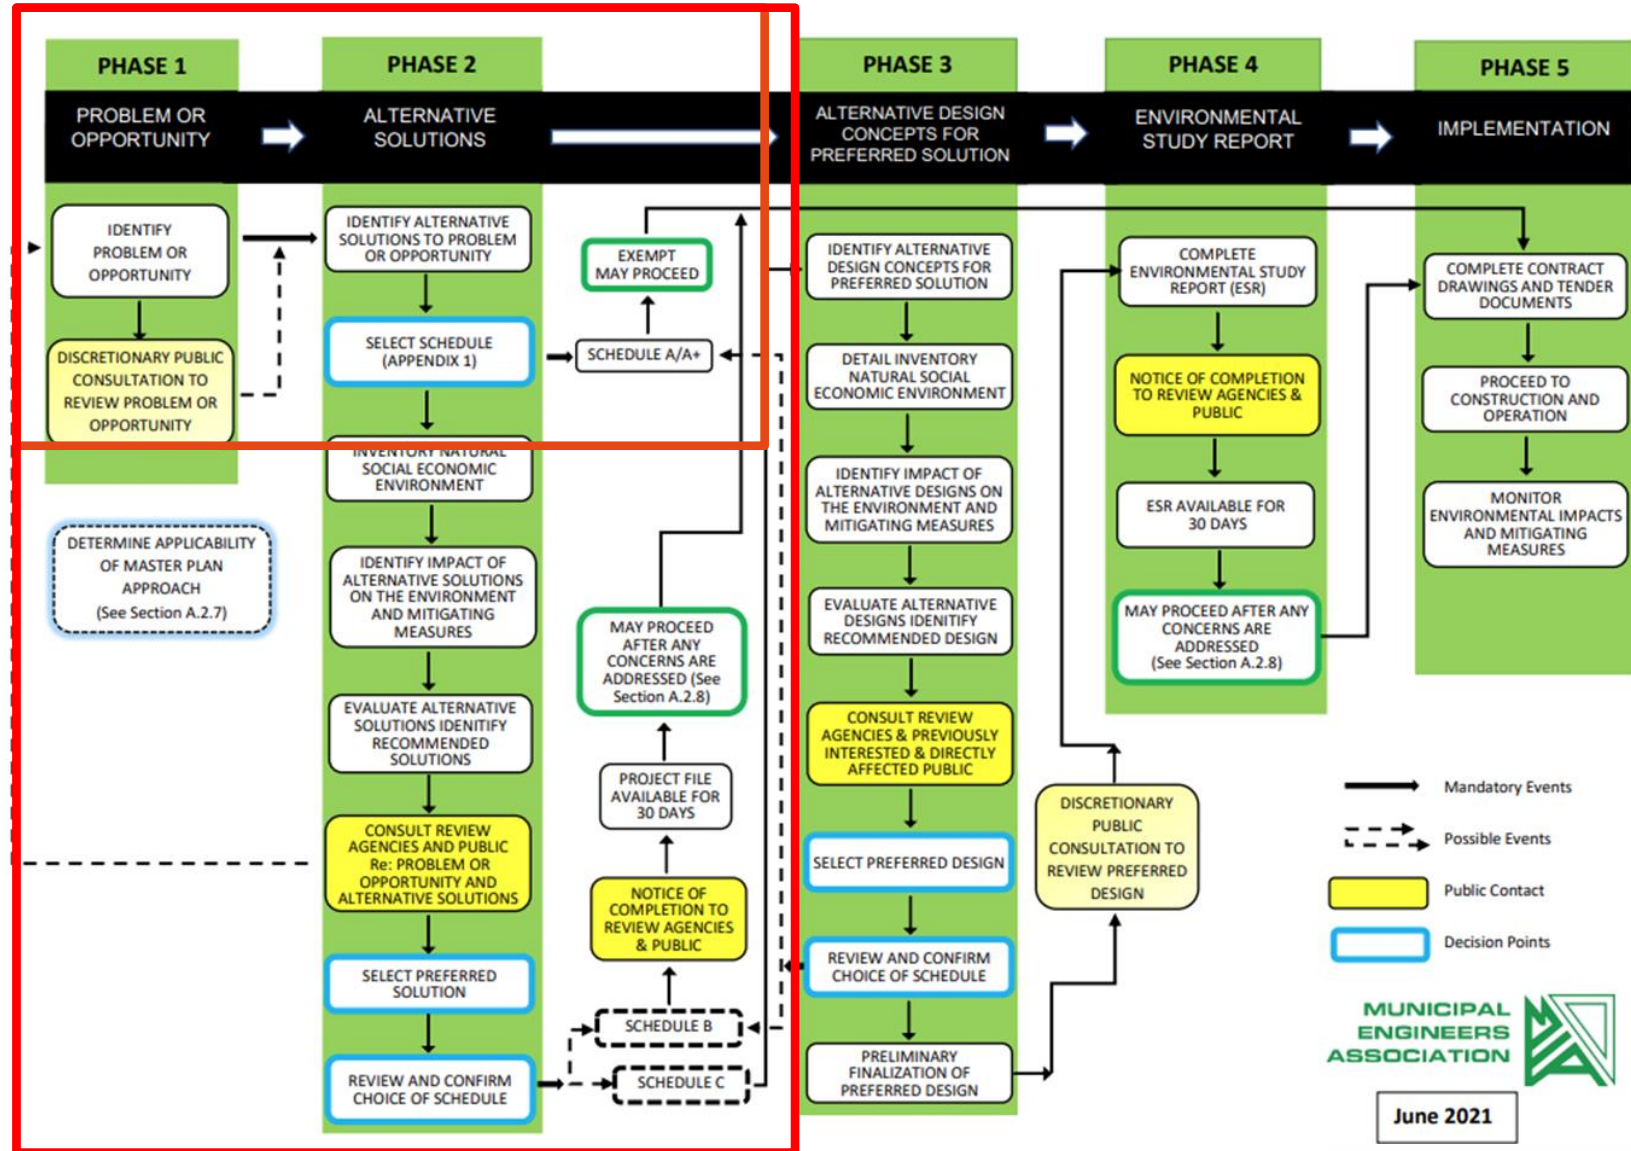 PHASE 1
PROBLEM OR
OPPORTUNITY
IDENTIFY
PROBLEM OR
OPPORTUNITY
DISCRETIONARY PUBLIC
CONSULTATION TO
REVIEW PROBLEM OR
OPPORTUNITY
DETERMINE APPLICABILITY
OF MASTER PLAN
APPROACH
(See Section A.2.7)
PHASE 2
ALTERNATIVE
SOLUTIONS
IDENTIFY ALTERNATIVE
SOLUTIONS TO PROBLEM
OR OPPORTUNITY
SELECT SCHEDULE
(APPENDIX 1)
INVENTORY NATURAL
SOCIAL ECONOMIC
ENVIRONMENT
IDENTIFY IMPACT OF
ALTERNATIVE SOLUTIONS
ON THE ENVIRONMENT
AND MITIGATING
MEASURES
EVALUATE ALTERNATIVE
SOLUTIONS IDENTIFY
RECOMMENDED
SOLUTIONS
CONSULT REVIEW
AGENCIES AND PUBLIC
Re: PROBLEM OR
OPPORTUNITY AND
ALTERNATIVE SOLUTIONS
SELECT PREFERRED
SOLUTION
REVIEW AND CONFIRM
CHOICE OF SCHEDULE
EXEMPT
MAY PROCEED
SCHEDULE A/A+
MAY PROCEED
AFTER ANY
CONCERNS ARE
ADDRESSED (See
Section A.2.8)
PROJECT FILE
AVAILABLE FOR
30 DAYS
NOTICE OF
COMPLETION TO
REVIEW AGENCIES
& PUBLIC
SCHEDULE B
SCHEDULE C
PHASE 3
ALTERNATIVE DESIGN
CONCEPTS FOR
PREFERRED SOLUTION
IDENTIFY ALTERNATIVE
DESIGN CONCEPTS FOR
PREFERRED SOLUTION
DETAIL INVENTORY
NATURAL SOCIAL
ECONOMIC ENVIRONMENT
IDENTIFY IMPACT OF
ALTERNATIVE DESIGNS ON
THE ENVIRONMENT AND
MITIGATING MEASURES
EVALUATE ALTERNATIVE
DESIGNS IDENTIFY
RECOMMENDED DESIGN
CONSULT REVIEW
AGENCIES & PREVIOUSLY
INTERESTED & DIRECTLY
AFFECTED PUBLIC
SELECT PREFERRED DESIGN
REVIEW AND CONFIRM
CHOICE OF SCHEDULE
PRELIMINARY
FINALIZATION OF
PREFERRED DESIGN
DISCRETIONARY
PUBLIC
CONSULTATION TO
REVIEW PREFERRED
DESIGN
PHASE 4
ENVIRONMENTAL
STUDY REPORT
COMPLETE
ENVIRONMENTAL STUDY
REPORT (ESR)
NOTICE OF COMPLETION
TO REVIEW AGENCIES &
PUBLIC
ESR AVAILABLE FOR
30 DAYS
MAY PROCEED AFTER ANY
CONCERNS ARE
ADDRESSED
(See Section A.2.8)
PHASE 5
IMPLEMENTATION
COMPLETE CONTRACT
DRAWINGS AND TENDER
DOCUMENTS
PROCEED TO
CONSTRUCTION AND
OPERATION
MONITOR
ENVIRONMENTAL IMPACTS
AND MITIGATING
MEASURES
Mandatory Events
Possible Events
Public Contact
Decision Points
MUNICIPAL
ENGINEERS
ASSOCIATION
June 2021